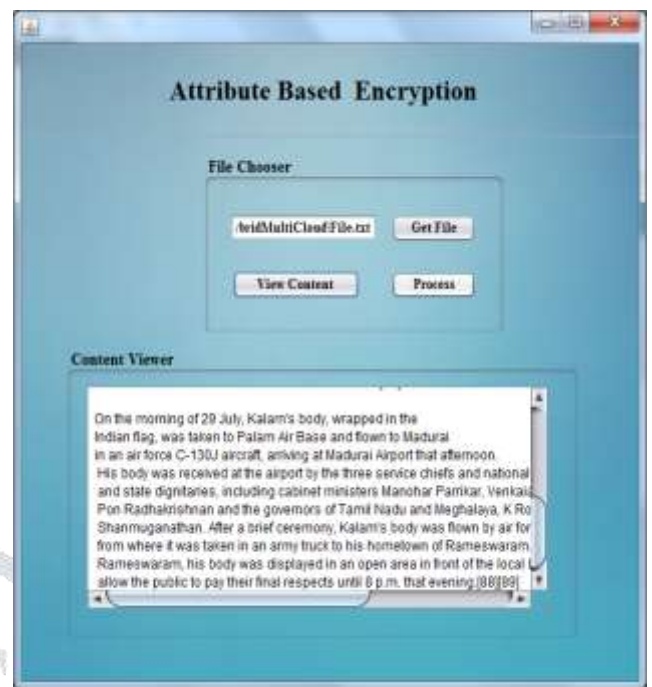 Attribute Based Encryption
File Chooser
/bridMultiCloud\File.txt Get File
View Content Process
Content Viewer
On the morning of 29 July, Kalam's body, wrapped in the
Indian flag, was taken to Palam Air Base and flown to Madurai
in an air force C-130J aircraft, arriving at Madurai Airport that afternoon.
His body was received at the airport by the three service chiefs and national
and state dignitaries, including cabinet ministers Manohar Parrikar, Venkaia
Pon Radhakrishnan and the governors of Tamil Nadu and Meghalaya, K Ro
Shanmuganathan. After a brief ceremony, Kalam's body was flown by air for
from where it was taken in an army truck to his hometown of Rameswaram.
Rameswaram, his body was displayed in an open area in front of the local
allow the public to pay their final respects until 8 p.m. that evening.[88][89]